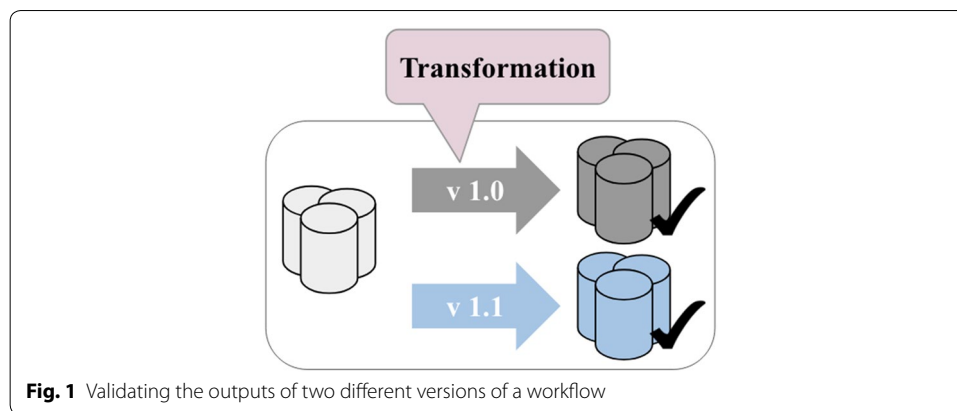 Transformation
v 1.0
v 1.1
Fig. 1 Validating the outputs of two different versions of a workflow